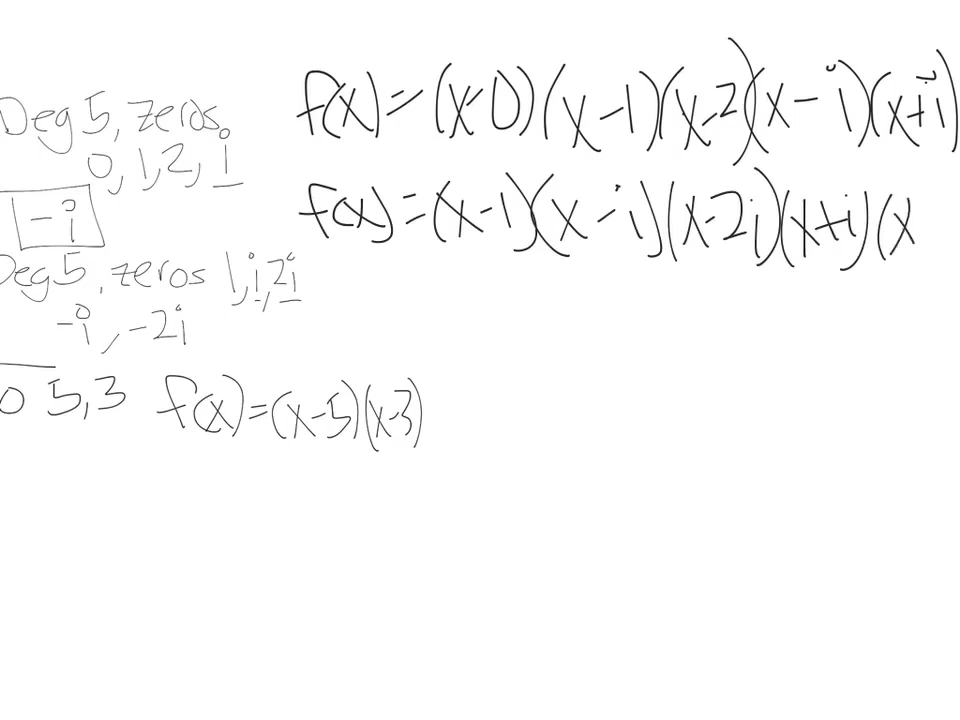 Deg 5, zeros
0, 1, 2, i
-i
Deg 5, zeros 1, i, 2i
-i, -2i
0 5,3 f(x)=(x-5)(x-3)
f(x)=(x-0)(x-1)(x-2)(x-i)(x+i)
f(x)=(x-1)(x-i)(x-2i)(x+i)(x